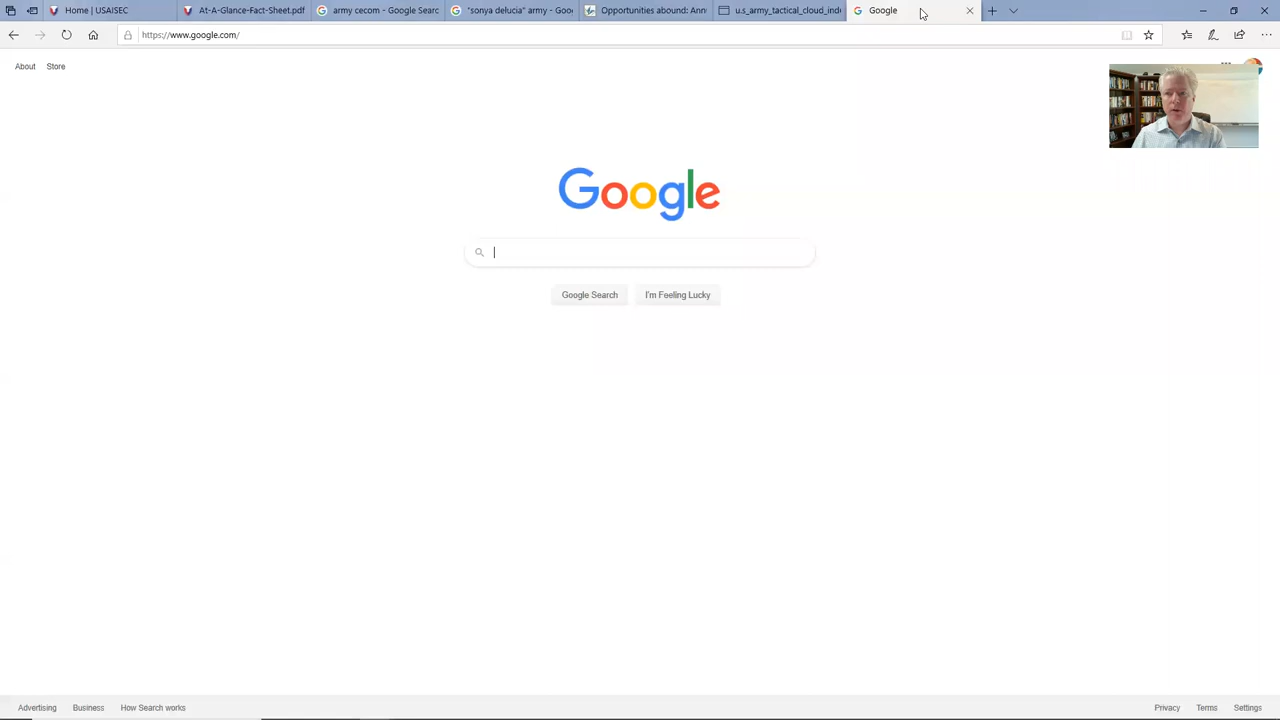 Home | USAISEC
At-A-Glance-Fact-Sheet.pdf
army cecom - Google Searc
"sonya delucia" army - Goo
Opportunities abound: Ann
u.s_army_tactical_cloud_ind
Google
https://www.google.com/
About
Store
Google
Google Search
I'm Feeling Lucky
Advertising
Business
How Search works
Privacy
Terms
Settings